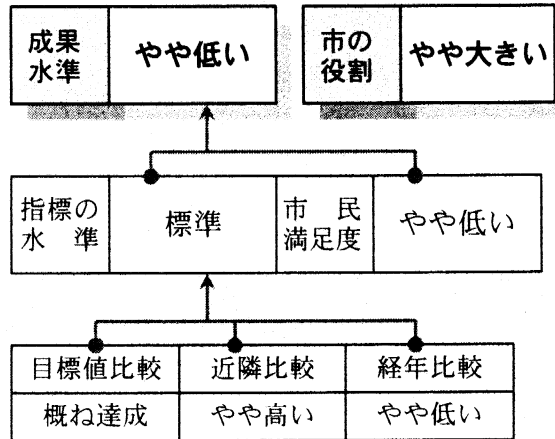 成果
水準
やや低い
市の
役割
やや大きい
指標の
水準
標準
市民
満足度
やや低い
目標値比較 近隣比較 経年比較
概ね達成 やや高い やや低い